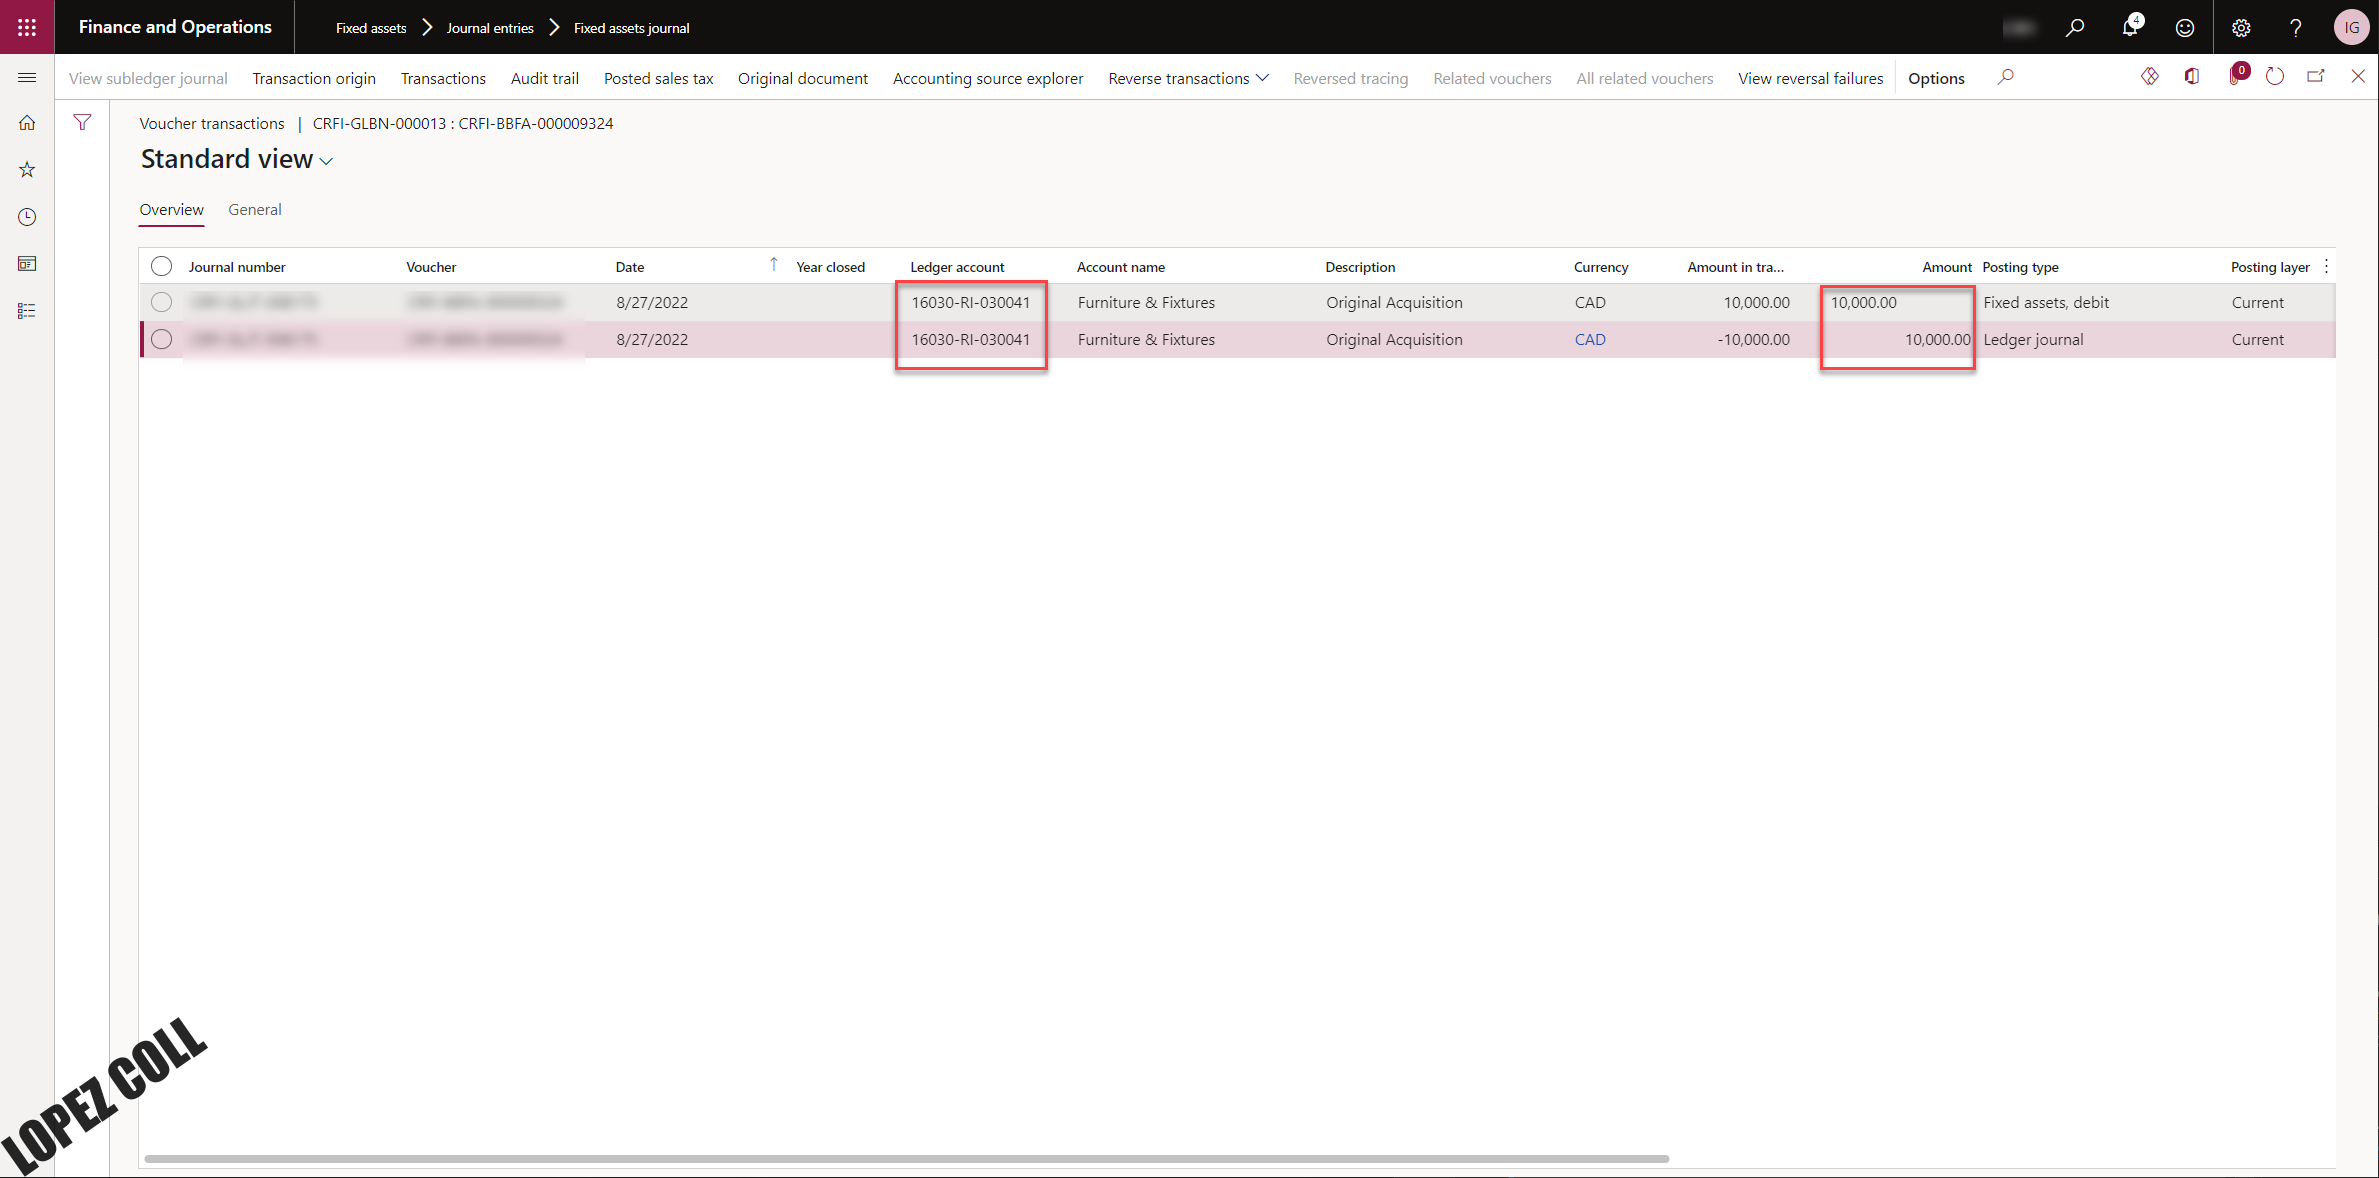 Finance and Operations Fixed assets Journal entries Fixed assets journal 4 IG
View subledger journal Transaction origin Transactions Audit trail Posted sales tax Original document Accounting source explorer Reverse transactions Reversed tracing Related vouchers All related vouchers View reversal failures Options 0
Voucher transactions | CRFI-GLBN-000013 : CRFI-BBFA-000009324
Standard view
Overview General
Journal number Voucher Date Year closed Ledger account Account name Description Currency Amount in tra... Amount Posting type Posting layer
8/27/2022 16030-RI-030041 Furniture & Fixtures Original Acquisition CAD 10,000.00 10,000.00 Fixed assets, debit Current
8/27/2022 16030-RI-030041 Furniture & Fixtures Original Acquisition CAD -10,000.00 10,000.00 Ledger journal Current
LOPEZ COLL